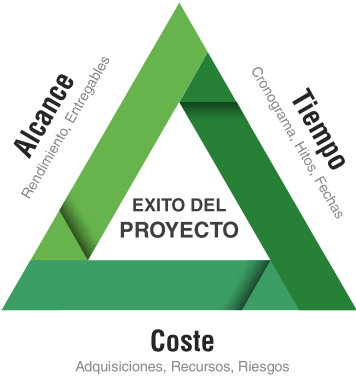 Alcance
Rendimiento, Entregables
Tiempo
Cronograma, Hitos, Fechas
EXITO DEL
PROYECTO
Coste
Adquisiciones, Recursos, Riesgos